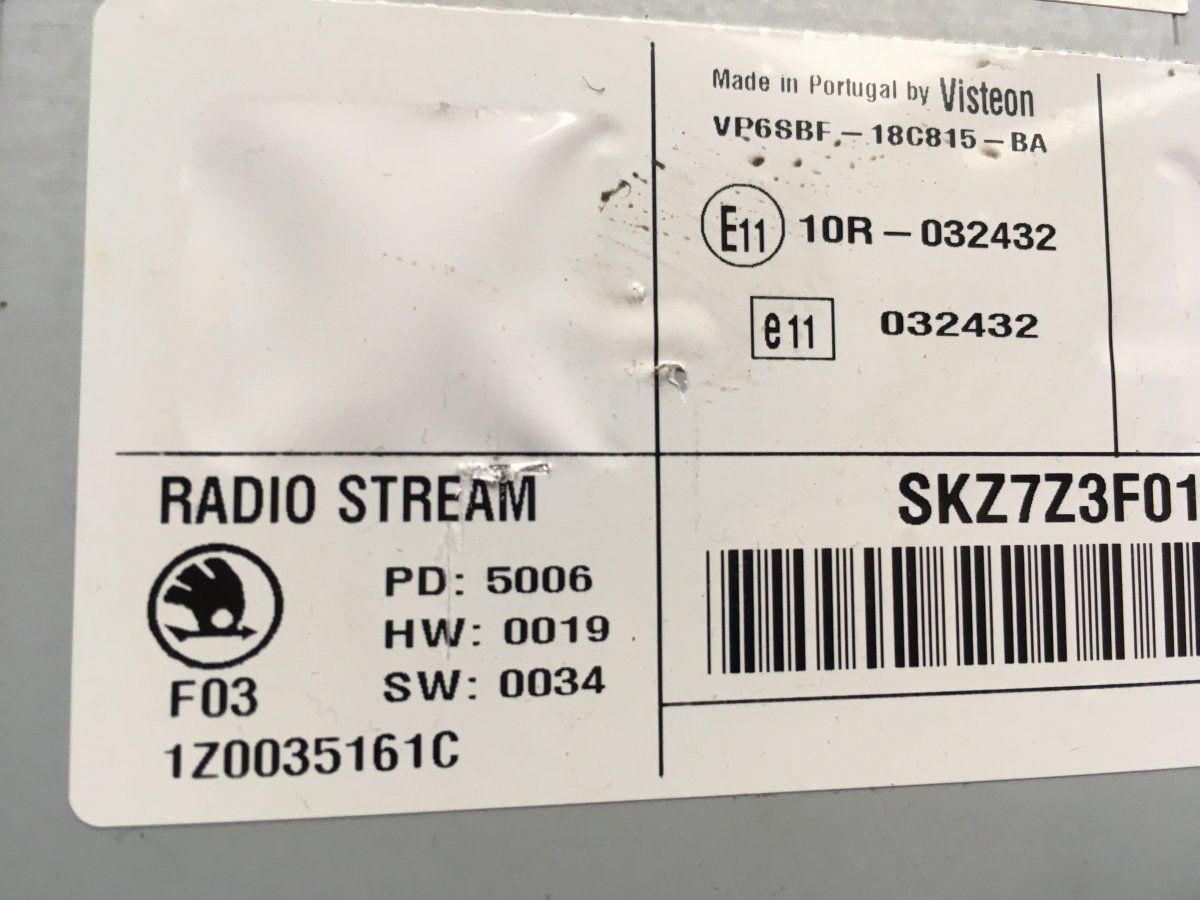 Made in Portugal by Visteon
VP6SBF-18C815-BA
E11 10R-032432
e11 032432
RADIO STREAM
SKZ7Z3F01
PD: 5006
HW: 0019
SW: 0034
F03
1Z0035161C